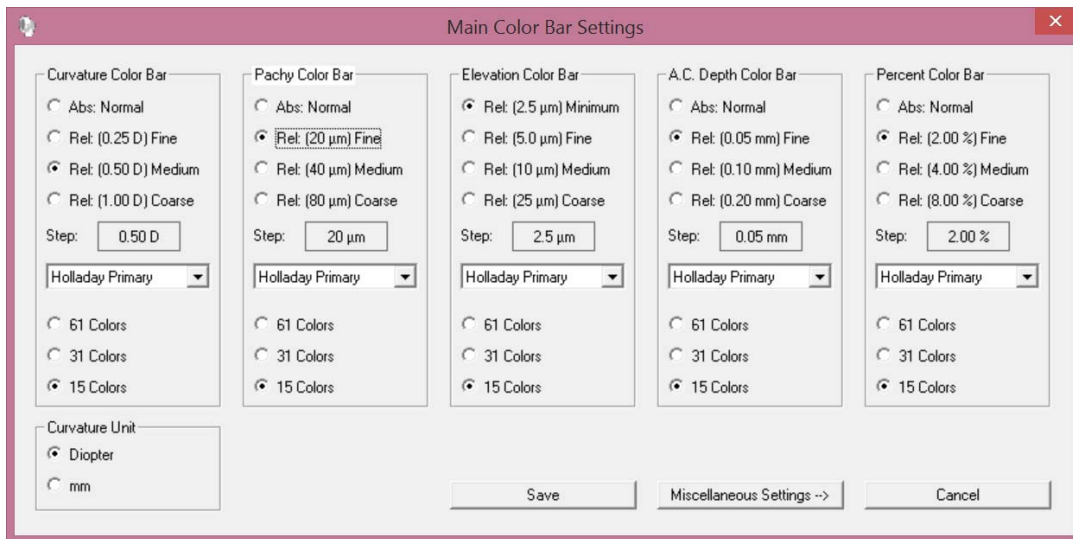 Main Color Bar Settings
Curvature Color Bar
Abs: Normal
Rel: (0.25 D) Fine
Rel: (0.50 D) Medium
Rel: (1.00 D) Coarse
Step: 0.50 D
Holladay Primary
61 Colors
31 Colors
15 Colors
Pachy Color Bar
Abs: Normal
Rel: (20 µm) Fine
Rel: (40 µm) Medium
Rel: (80 µm) Coarse
Step: 20 µm
Holladay Primary
61 Colors
31 Colors
15 Colors
Elevation Color Bar
Rel: (2.5 µm) Minimum
Rel: (5.0 µm) Fine
Rel: (10 µm) Medium
Rel: (25 µm) Coarse
Step: 2.5 µm
Holladay Primary
61 Colors
31 Colors
15 Colors
A.C. Depth Color Bar
Abs: Normal
Rel: (0.05 mm) Fine
Rel: (0.10 mm) Medium
Rel: (0.20 mm) Coarse
Step: 0.05 mm
Holladay Primary
61 Colors
31 Colors
15 Colors
Percent Color Bar
Abs: Normal
Rel: (2.00 %) Fine
Rel: (4.00 %) Medium
Rel: (8.00 %) Coarse
Step: 2.00 %
Holladay Primary
61 Colors
31 Colors
15 Colors
Curvature Unit
Diopter
mm
Save
Miscellaneous Settings -->
Cancel